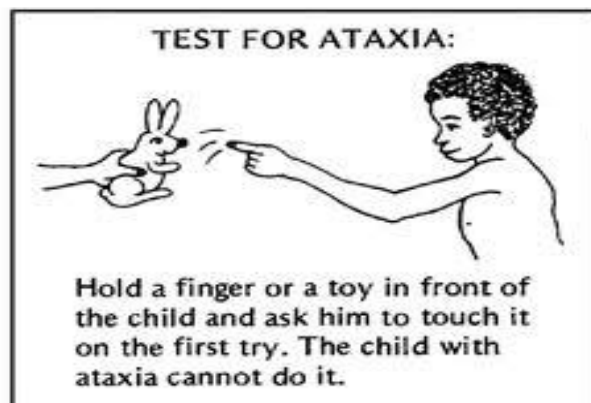 TEST FOR ATAXIA:
Hold a finger or a toy in front of
the child and ask him to touch it
on the first try. The child with
ataxia cannot do it.